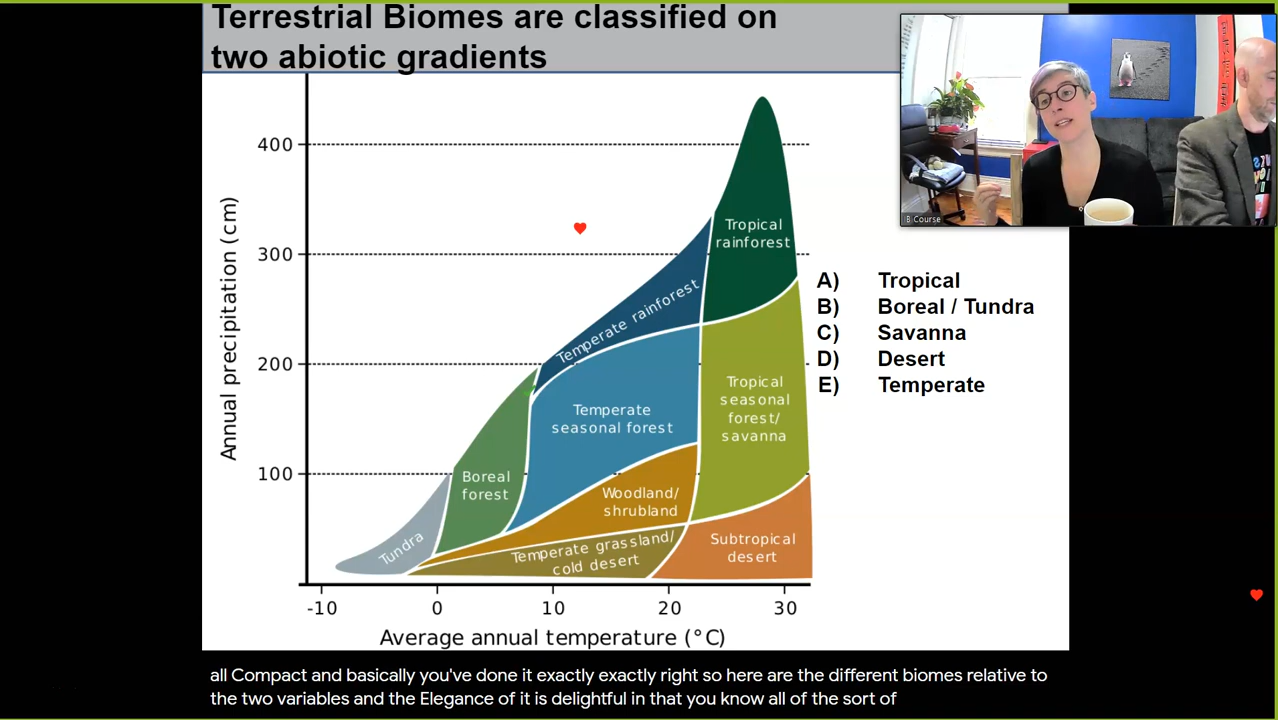 Terrestrial Biomes are classified on
two abiotic gradients
B Course
400
300
200
100
Annual precipitation (cm)
Tropical
rainforest
Temperate rainforest
Temperate
seasonal forest
Tropical
seasonal
forest/
savanna
Boreal
forest
Woodland/
shrubland
Tundra
Temperate grassland/
cold desert
Subtropical
desert
-10
0
10
20
30
Average annual temperature (°C)
A) Tropical
B) Boreal / Tundra
C) Savanna
D) Desert
E) Temperate
all Compact and basically you've done it exactly exactly right so here are the different biomes relative to
the two variables and the Elegance of it is delightful in that you know all of the sort of